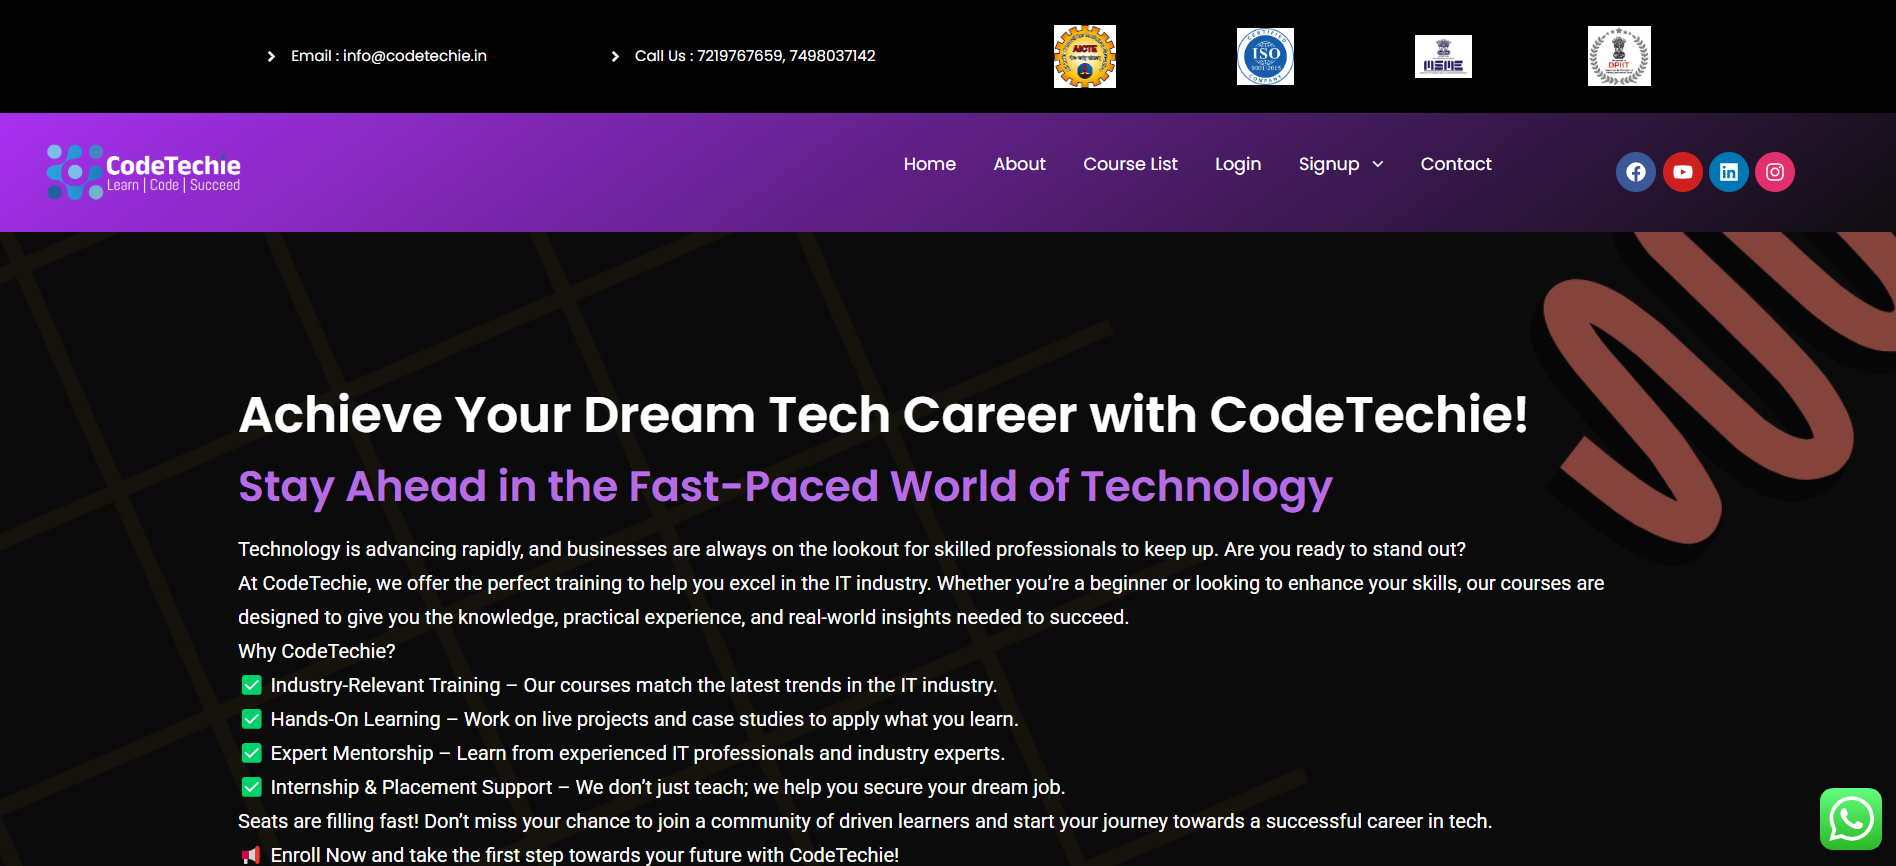 Email : info@codetechie.in
Call Us : 7219767659, 7498037142
AICTE
CERTIFIED
ISO
9001:2015
COMPANY
MSME
DPIIT
CodeTechie
Learn | Code | Succeed
Home
About
Course List
Login
Signup
Contact
Achieve Your Dream Tech Career with CodeTechie!
Stay Ahead in the Fast-Paced World of Technology
Technology is advancing rapidly, and businesses are always on the lookout for skilled professionals to keep up. Are you ready to stand out?
At CodeTechie, we offer the perfect training to help you excel in the IT industry. Whether you’re a beginner or looking to enhance your skills, our courses are
designed to give you the knowledge, practical experience, and real-world insights needed to succeed.
Why CodeTechie?
✅ Industry-Relevant Training – Our courses match the latest trends in the IT industry.
✅ Hands-On Learning – Work on live projects and case studies to apply what you learn.
✅ Expert Mentorship – Learn from experienced IT professionals and industry experts.
✅ Internship & Placement Support – We don’t just teach; we help you secure your dream job.
Seats are filling fast! Don’t miss your chance to join a community of driven learners and start your journey towards a successful career in tech.
📢 Enroll Now and take the first step towards your future with CodeTechie!